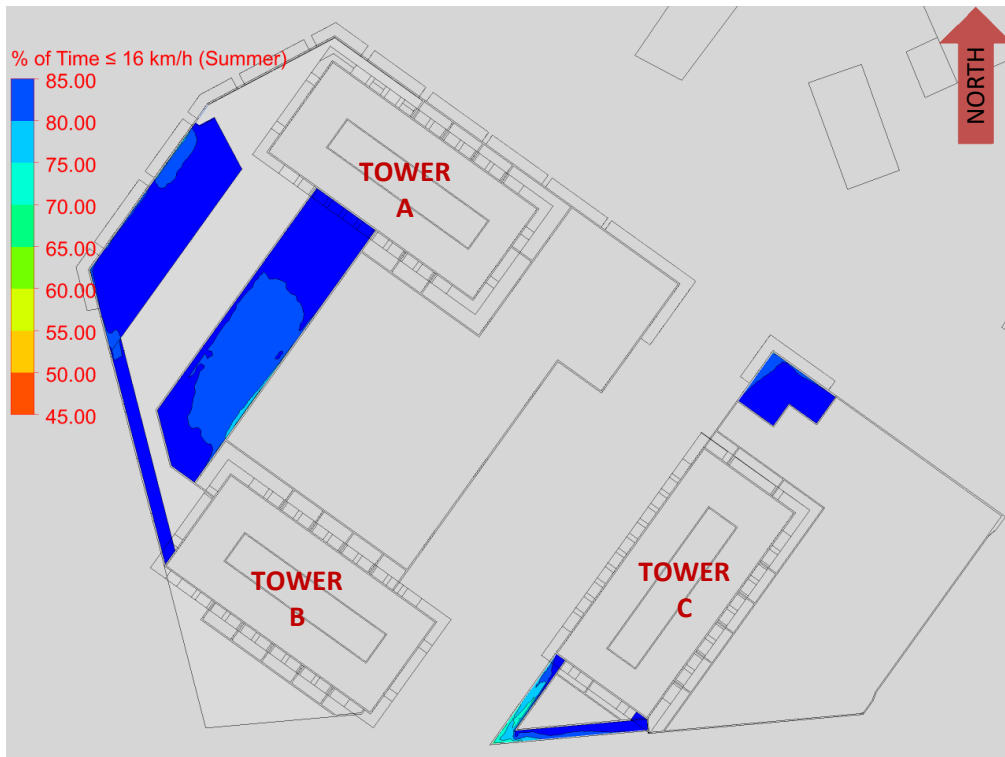 % of Time ≤ 16 km/h (Summer)
85.00
80.00
75.00
70.00
65.00
60.00
55.00
50.00
45.00
NORTH
TOWER
A
TOWER
B
TOWER
C